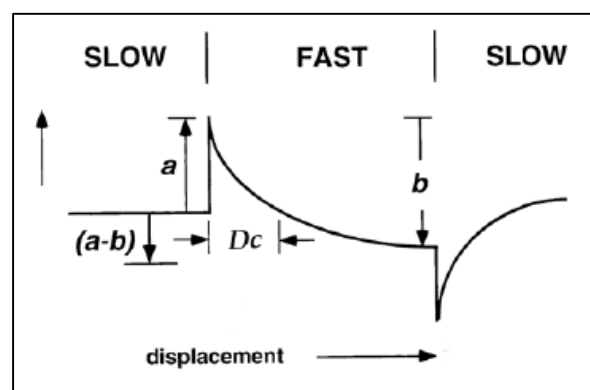 SLOW FAST SLOW
a
b
(a-b)
Dc
displacement